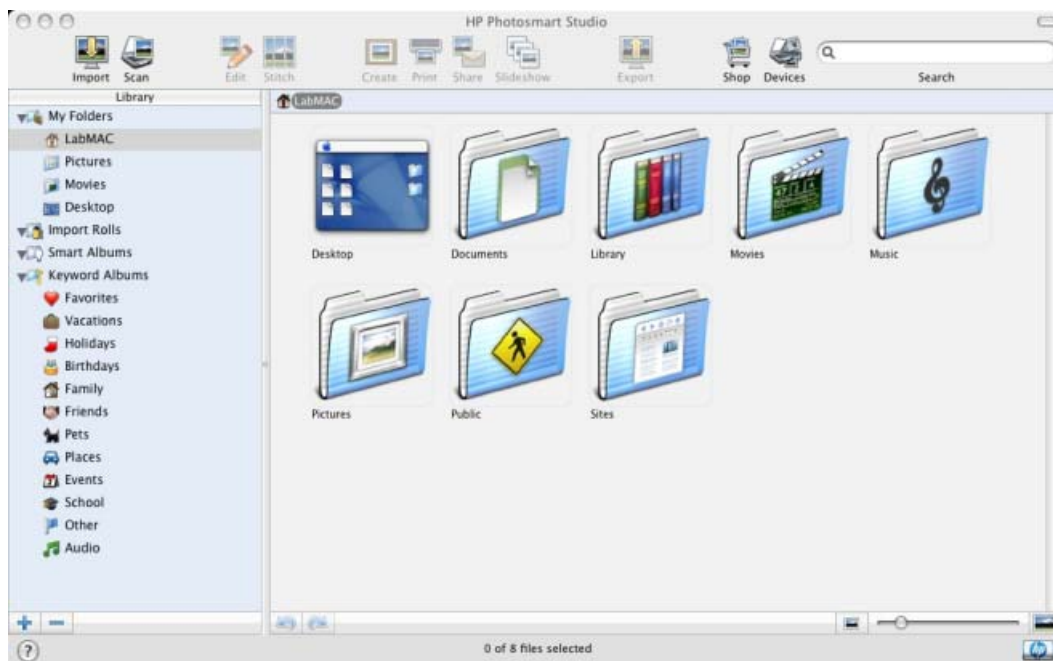 HP Photosmart Studio
Import Scan Edit Stitch Create Print Share Slideshow Export Shop Devices Search
Library
LabMAC
My Folders
LabMAC
Pictures
Movies
Desktop
Import Rolls
Smart Albums
Keyword Albums
Favorites
Vacations
Holidays
Birthdays
Family
Friends
Pets
Places
Events
School
Other
Audio
Desktop Documents Library Movies Music
Pictures Public Sites
0 of 8 files selected